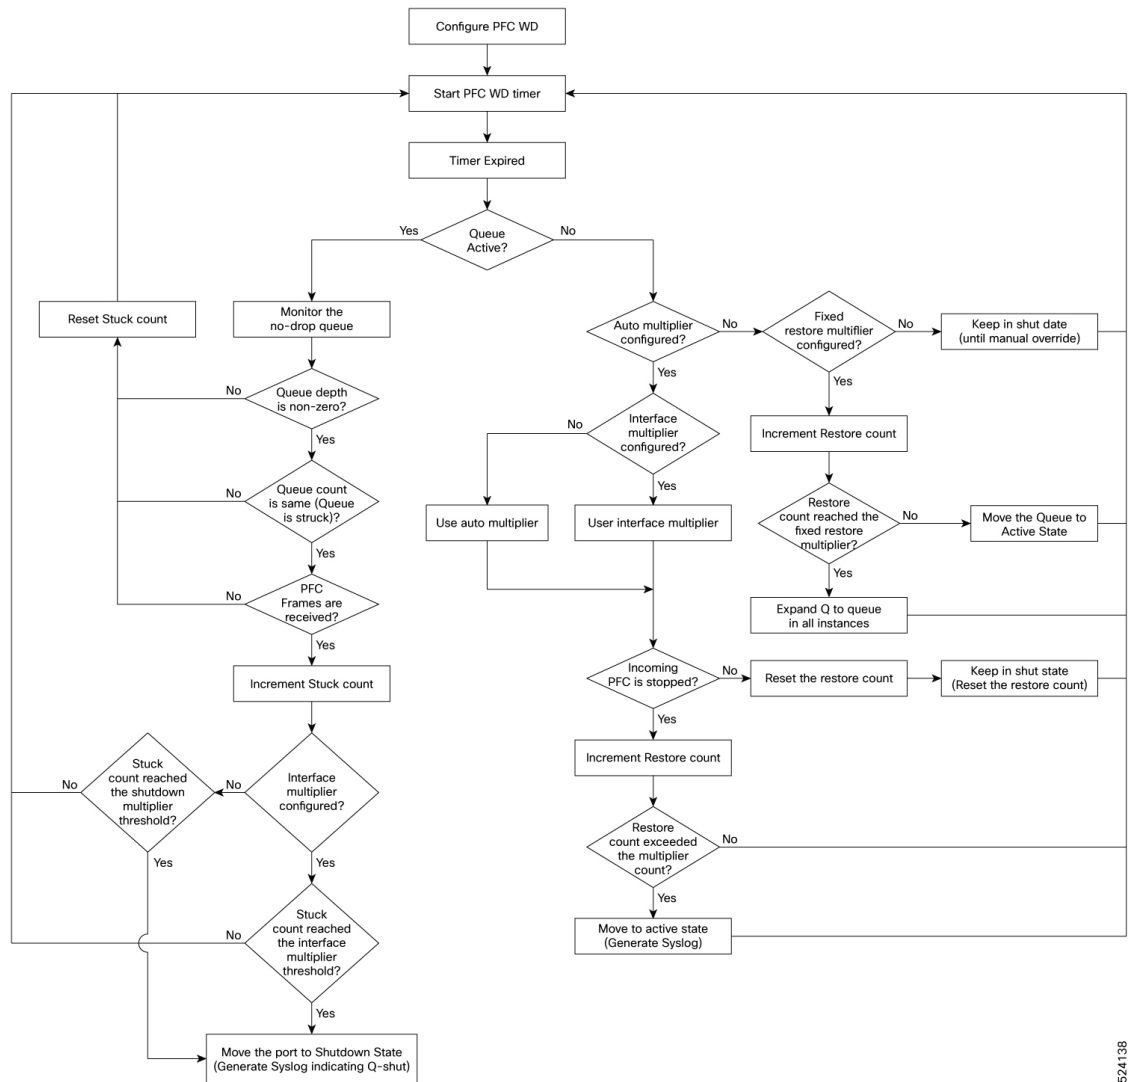 Configure PFC WD
Start PFC WD timer
Timer Expired
Yes
Queue
Active?
No
Reset Stuck count
Monitor the
no-drop queue
Auto multiplier
configured?
No
Fixed
restore multiflier
configured?
No
Keep in shut date
(until manual override)
No
Queue depth
is non-zero?
Yes
Yes
Yes
No
Interface
multiplier
configured?
Increment Restore count
Yes
No
Queue count
is same (Queue
is struck)?
Use auto multiplier
User interface multiplier
Restore
count reached the
fixed restore
multiplier?
No
Move the Queue to
Active State
Yes
Yes
No
PFC
Frames are
received?
Expand Q to queue
in all instances
Yes
Increment Stuck count
Incoming
PFC is stopped?
No
Reset the restore count
Keep in shut state
(Reset the restore count)
Yes
Increment Restore count
No
Stuck
count reached
the shutdown
multiplier
threshold?
No
Interface
multiplier
configured?
Yes
Yes
Restore
count exceeded
the multiplier
count?
No
Yes
No
Stuck
count reached
the interface
multiplier
threshold?
Move to active state
(Generate Syslog)
Yes
Move the port to Shutdown State
(Generate Syslog indicating Q-shut)
524138